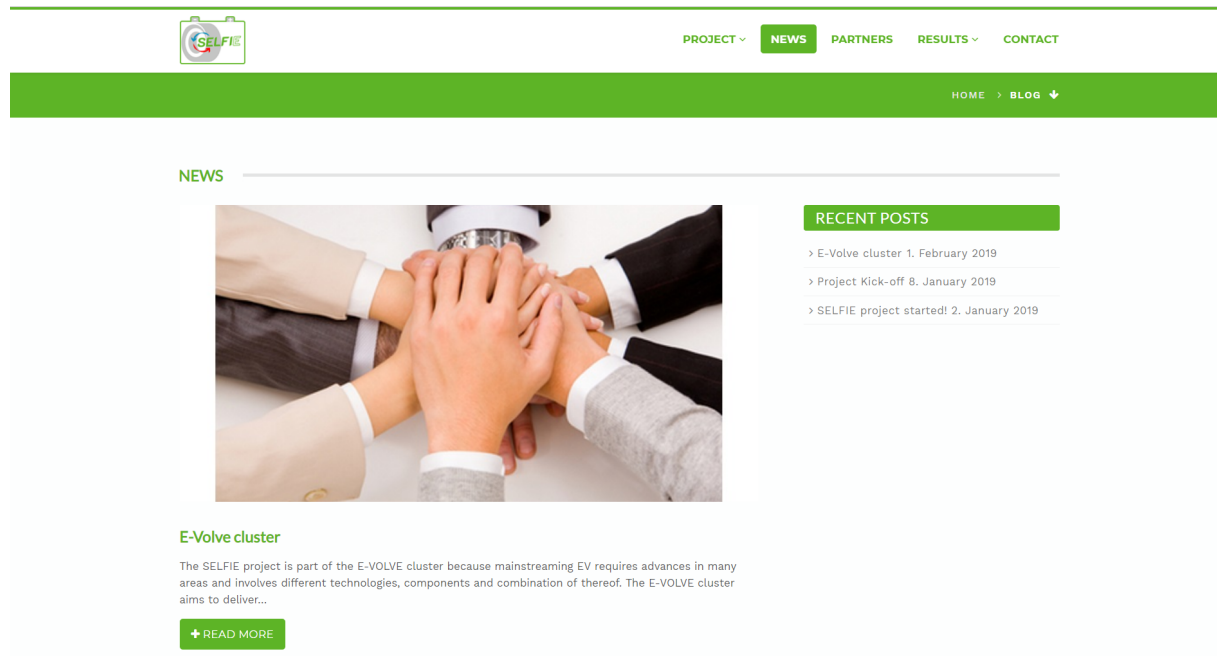 SELFIE
PROJECT
NEWS
PARTNERS
RESULTS
CONTACT
HOME > BLOG
NEWS
RECENT POSTS
> E-Volve cluster 1. February 2019
> Project Kick-off 8. January 2019
> SELFIE project started! 2. January 2019
E-Volve cluster
The SELFIE project is part of the E-VOLVE cluster because mainstreaming EV requires advances in many
areas and involves different technologies, components and combination of thereof. The E-VOLVE cluster
aims to deliver...
+ READ MORE